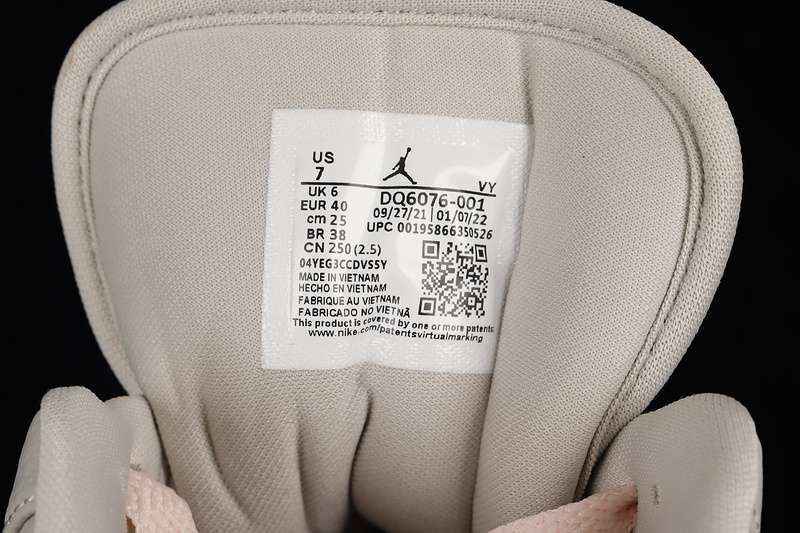 US
7
VY
UK 6
DQ6076-001
EUR 40
09/27/21 | 01/07/22
cm 25
UPC 00195866350526
BR 38
CN 250 (2.5)
04YEG3CCDVS5Y
MADE IN VIETNAM
HECHO EN VIETNAM
FABRIQUE AU VIETNAM
FABRICADO NO VIETNÃ
This product is covered by one or more patents
www.nike.com/patentsvirtualmarking